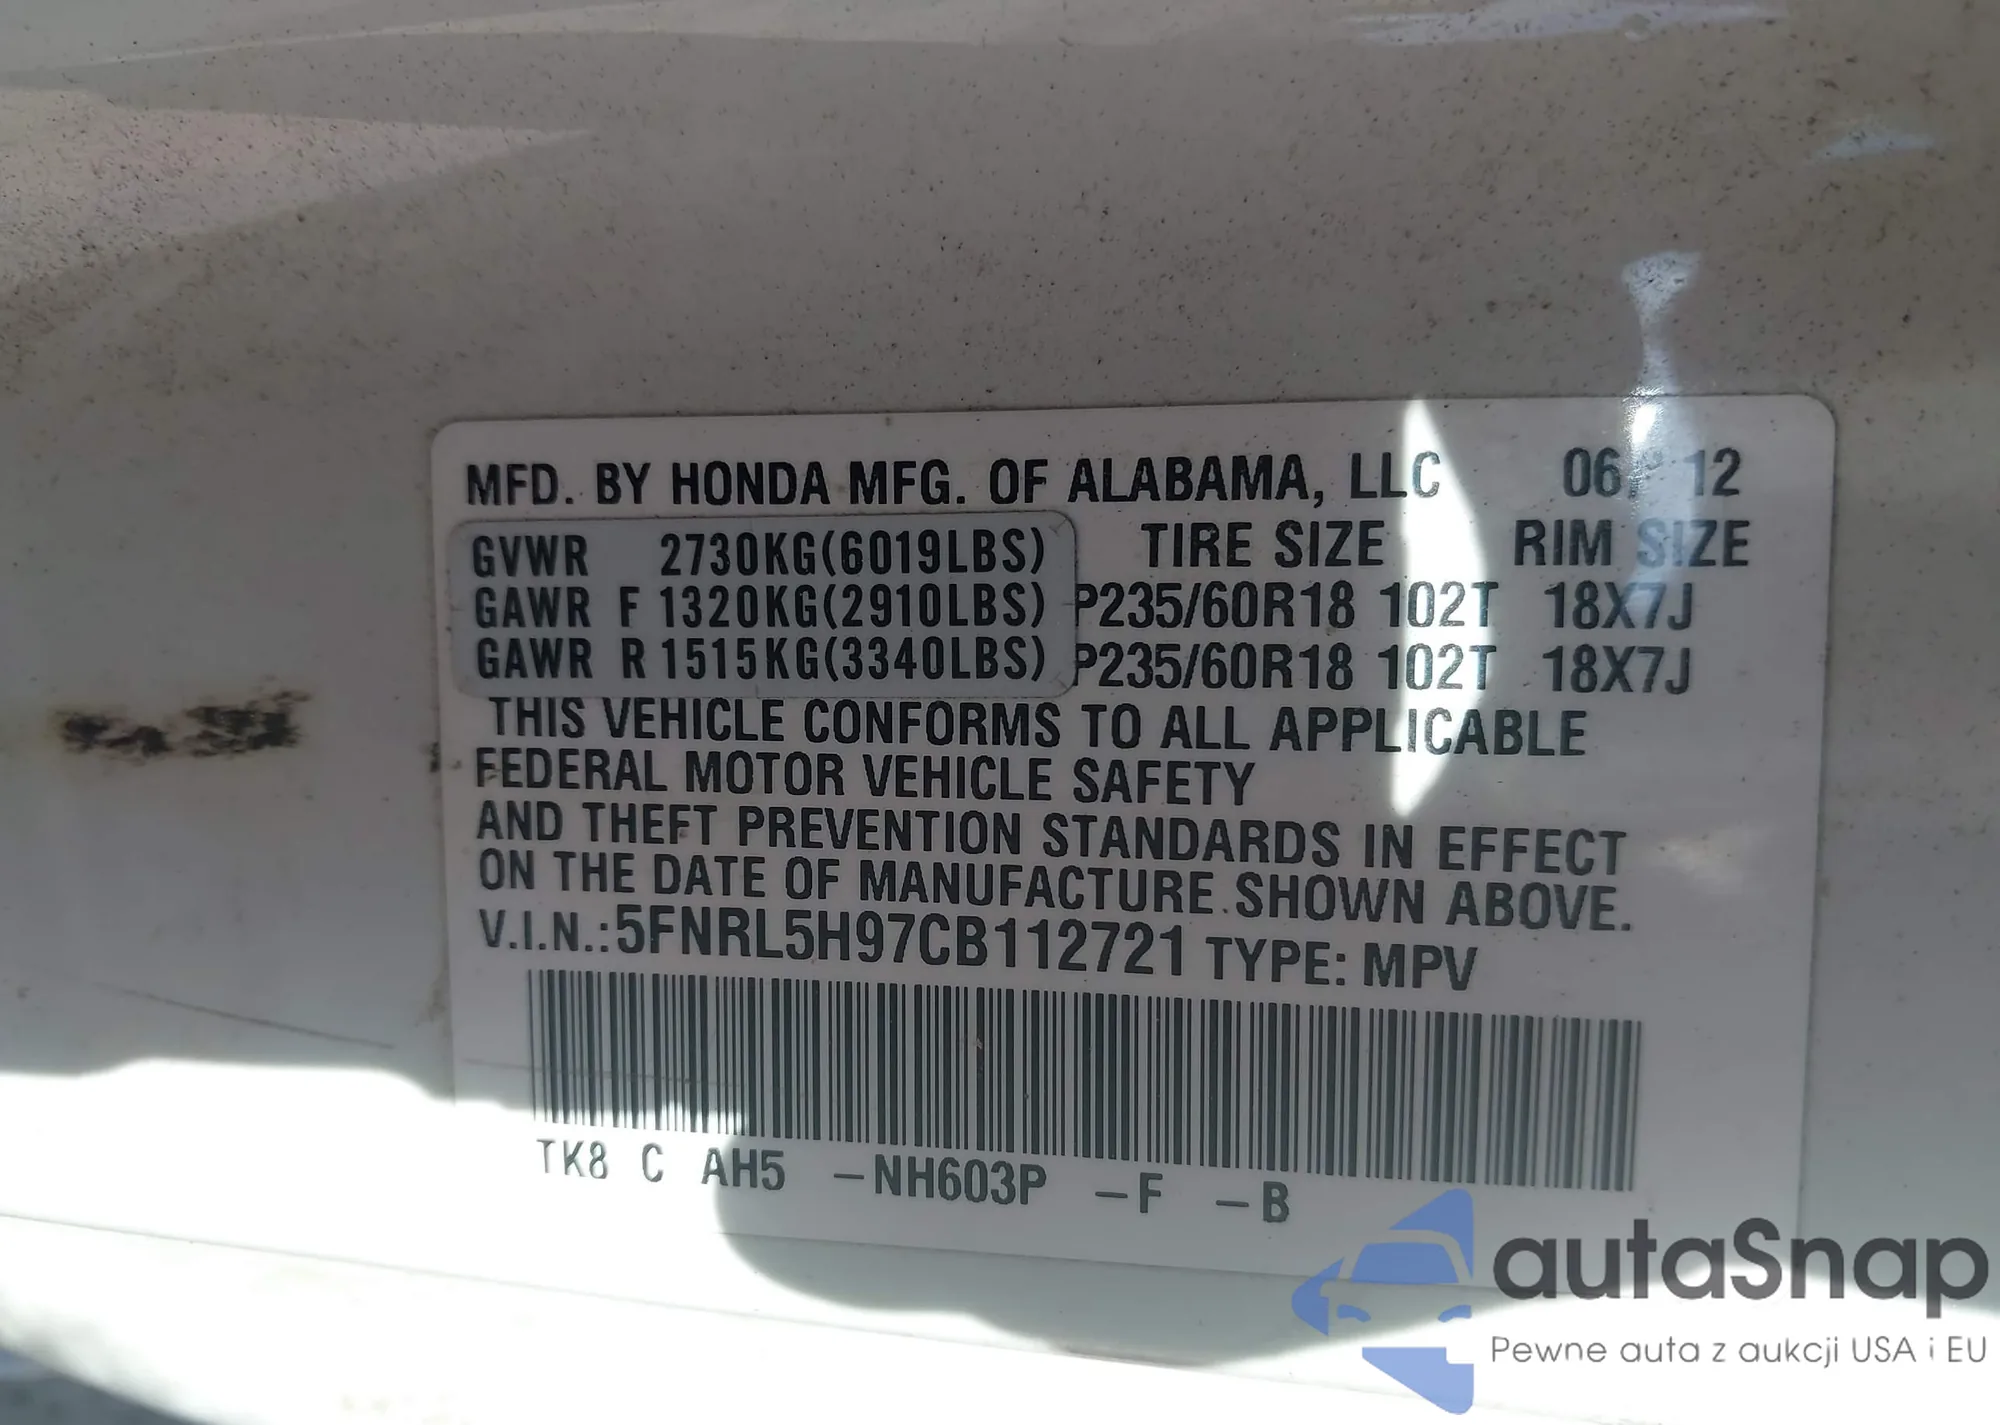 MFD. BY HONDA MFG. OF ALABAMA, LLC 06/ 12
GVWR 2730KG(6019LBS) TIRE SIZE RIM SIZE
GAWR F 1320KG(2910LBS) P235/60R18 102T 18X7J
GAWR R 1515KG(3340LBS) P235/60R18 102T 18X7J
THIS VEHICLE CONFORMS TO ALL APPLICABLE
FEDERAL MOTOR VEHICLE SAFETY
AND THEFT PREVENTION STANDARDS IN EFFECT
ON THE DATE OF MANUFACTURE SHOWN ABOVE.
V.I.N.:5FNRL5H97CB112721 TYPE: MPV
TK8 C AH5 -NH603P -F -B
autaSnap
Pewne auta z aukcji USA i EU